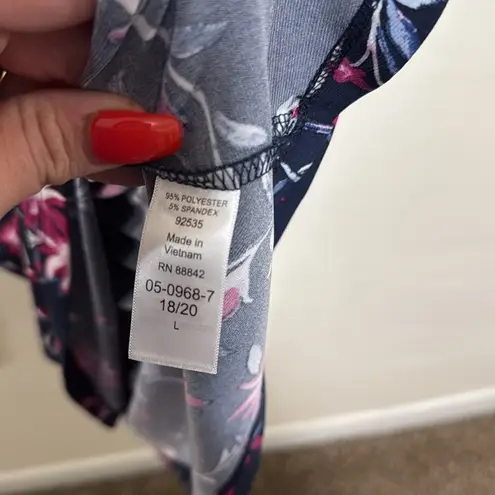 95% POLYESTER
5% SPANDEX
92535
Made in
Vietnam
RN 88842
05-0968-7
18/20
L